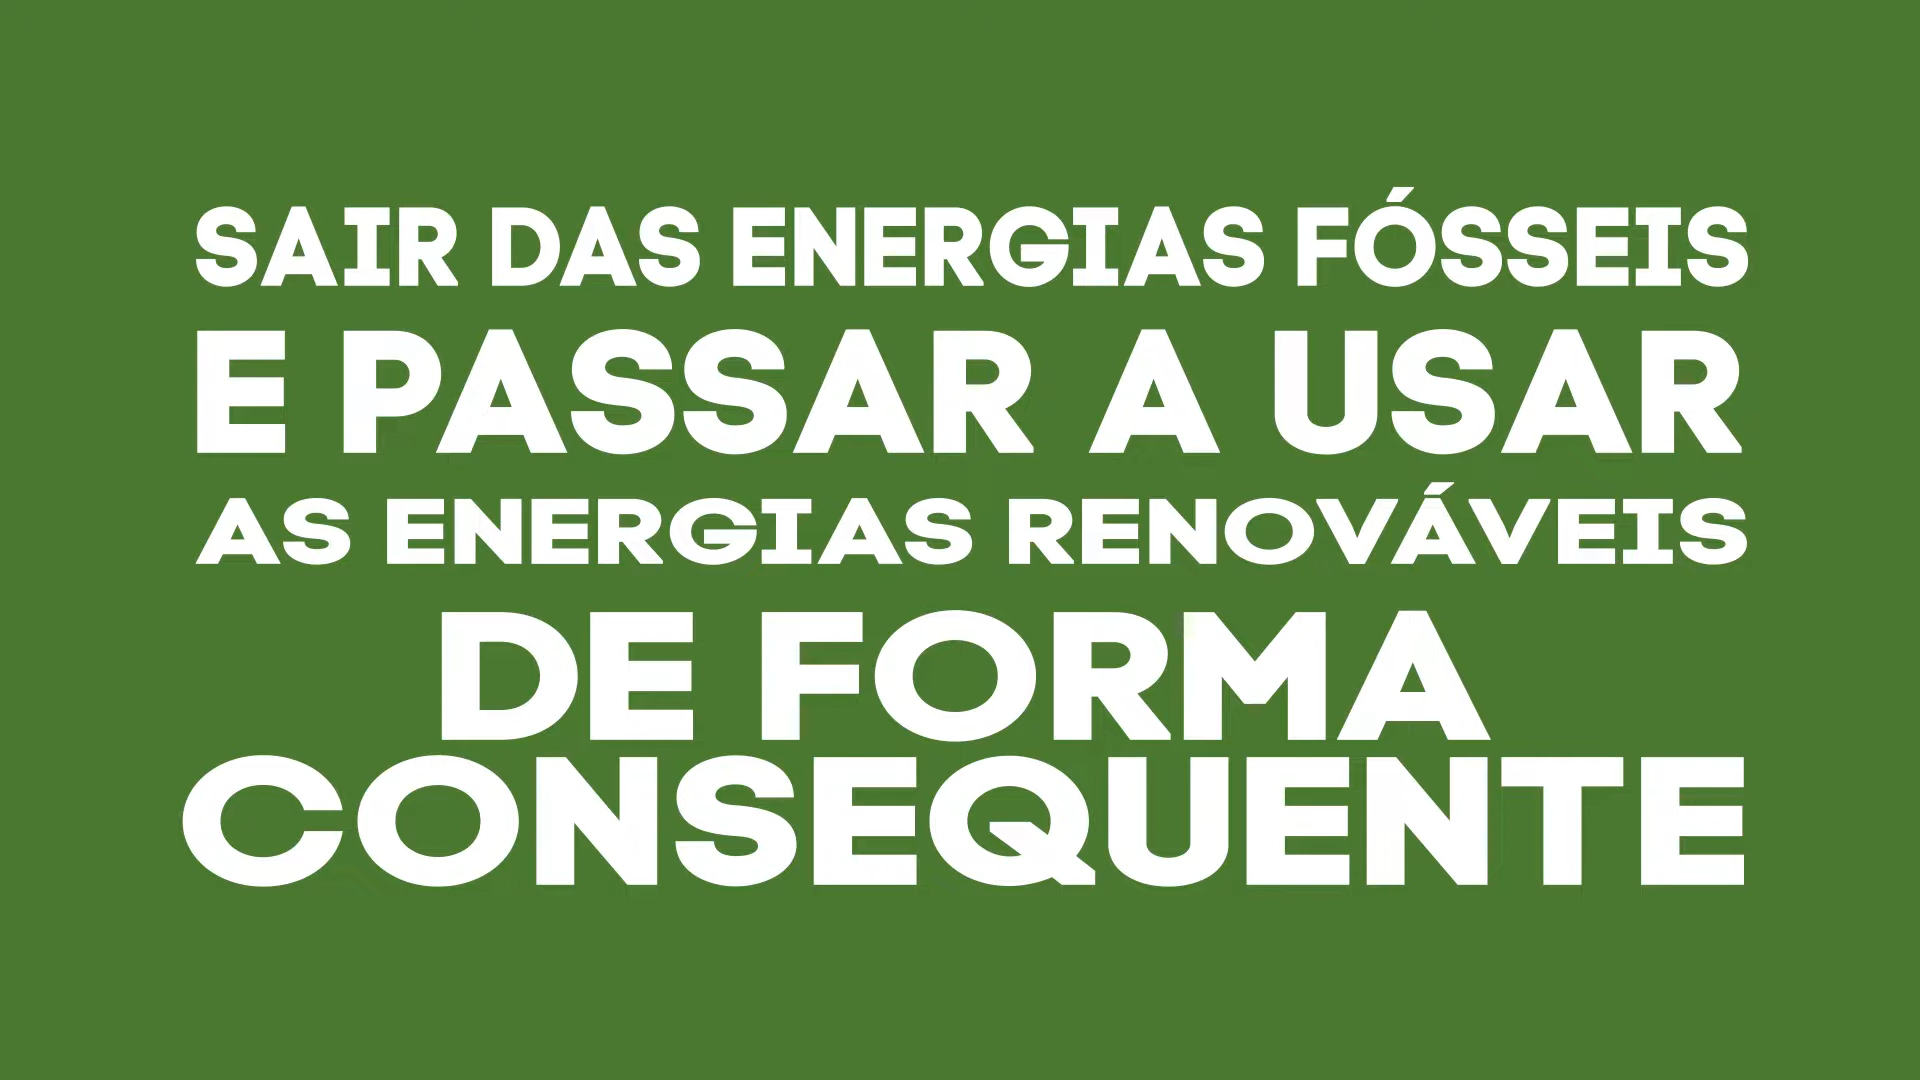 SAIR DAS ENERGIAS FÓSSEIS
E PASSAR A USAR
AS ENERGIAS RENOVÁVEIS
DE FORMA
CONSEQUENTE